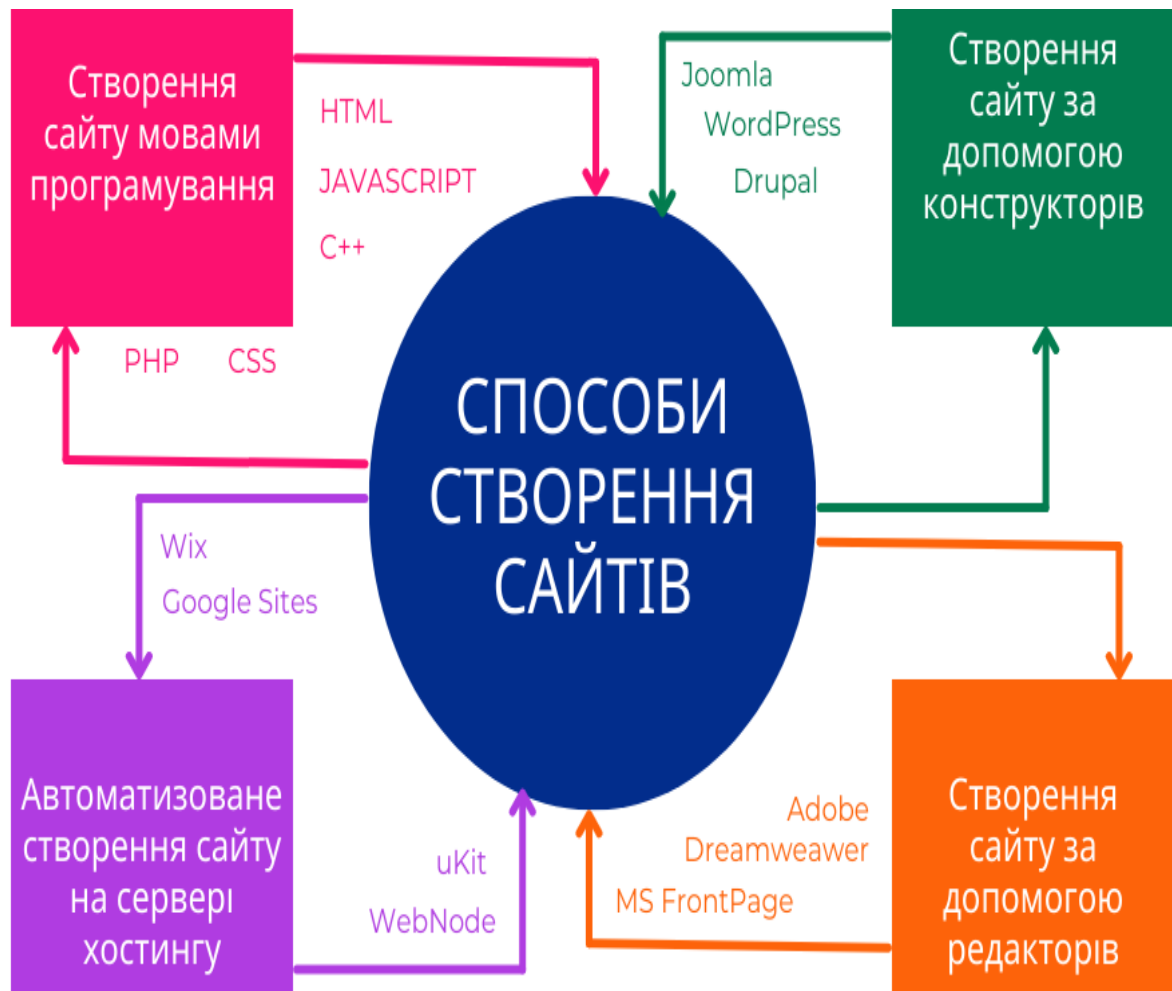 Створення
сайту мовами
програмування
HTML
JAVASCRIPT
C++
PHP CSS
Joomla
WordPress
Drupal
Створення
сайту за
допомогою
конструкторів
СПОСОБИ
СТВОРЕННЯ
САЙТІВ
Wix
Google Sites
Автоматизоване
створення сайту
на сервері
хостингу
uKit
WebNode
Adobe
Dreamweawer
MS FrontPage
Створення
сайту за
допомогою
редакторів